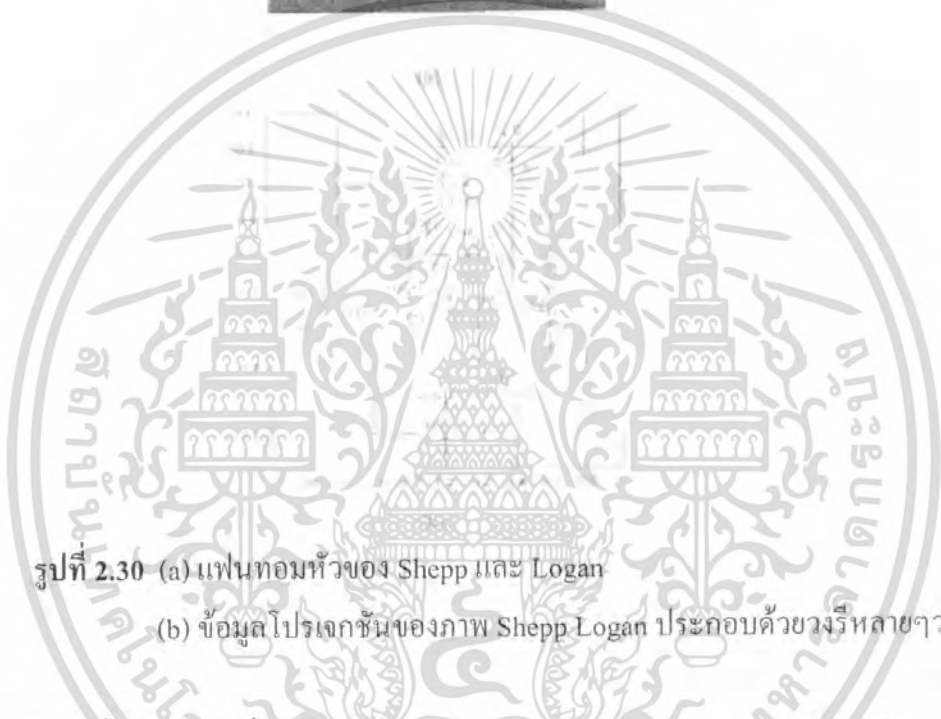 รูปที่ 2.30 (a) แฟนทอมหัวของ Shepp และ Logan
(b) ข้อมูลโปรเจกชันของภาพ Shepp Logan ประกอบด้วยวงรีหลายๆว